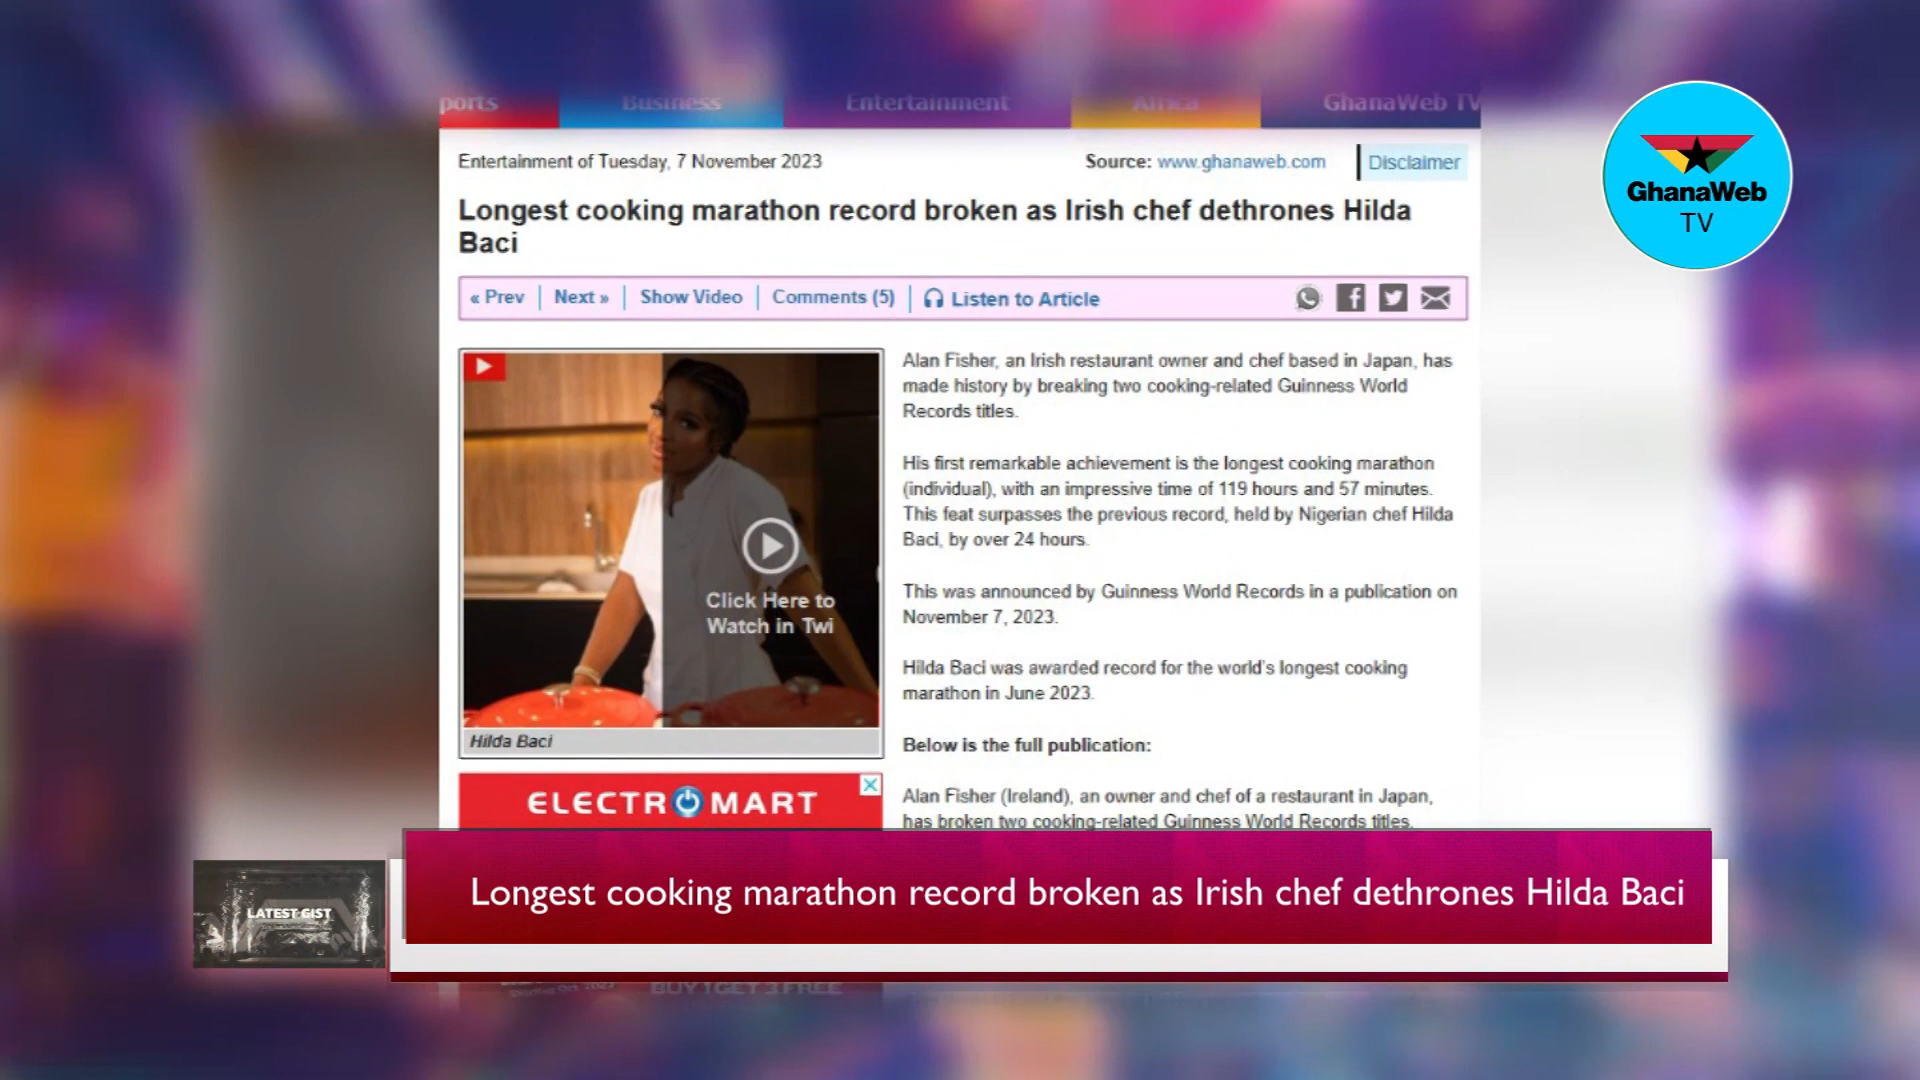 ports
Business
Entertainment
Africa
GhanaWeb TV
GhanaWeb
TV
Entertainment of Tuesday, 7 November 2023
Source: www.ghanaweb.com
Disclaimer
Longest cooking marathon record broken as Irish chef dethrones Hilda
Baci
« Prev
Next »
Show Video
Comments (5)
Listen to Article
Click Here to
Watch in Twi
Hilda Baci
ELECTROMART
Alan Fisher, an Irish restaurant owner and chef based in Japan, has
made history by breaking two cooking-related Guinness World
Records titles.
His first remarkable achievement is the longest cooking marathon
(individual), with an impressive time of 119 hours and 57 minutes.
This feat surpasses the previous record, held by Nigerian chef Hilda
Baci, by over 24 hours.
This was announced by Guinness World Records in a publication on
November 7, 2023.
Hilda Baci was awarded record for the world's longest cooking
marathon in June 2023.
Below is the full publication:
Alan Fisher (Ireland), an owner and chef of a restaurant in Japan,
has broken two cooking-related Guinness World Records titles.
LATEST GIST
Longest cooking marathon record broken as Irish chef dethrones Hilda Baci
BUY 1 GET 3 FREE